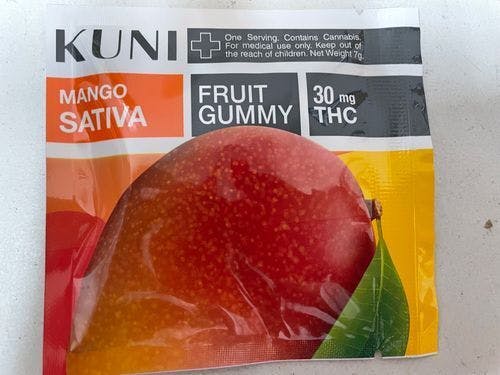 KUNI
One Serving. Contains Cannabis.
For medical use only. Keep out of
the reach of children. Net Weight 7g.
MANGO
SATIVA
FRUIT
GUMMY
30 mg
THC